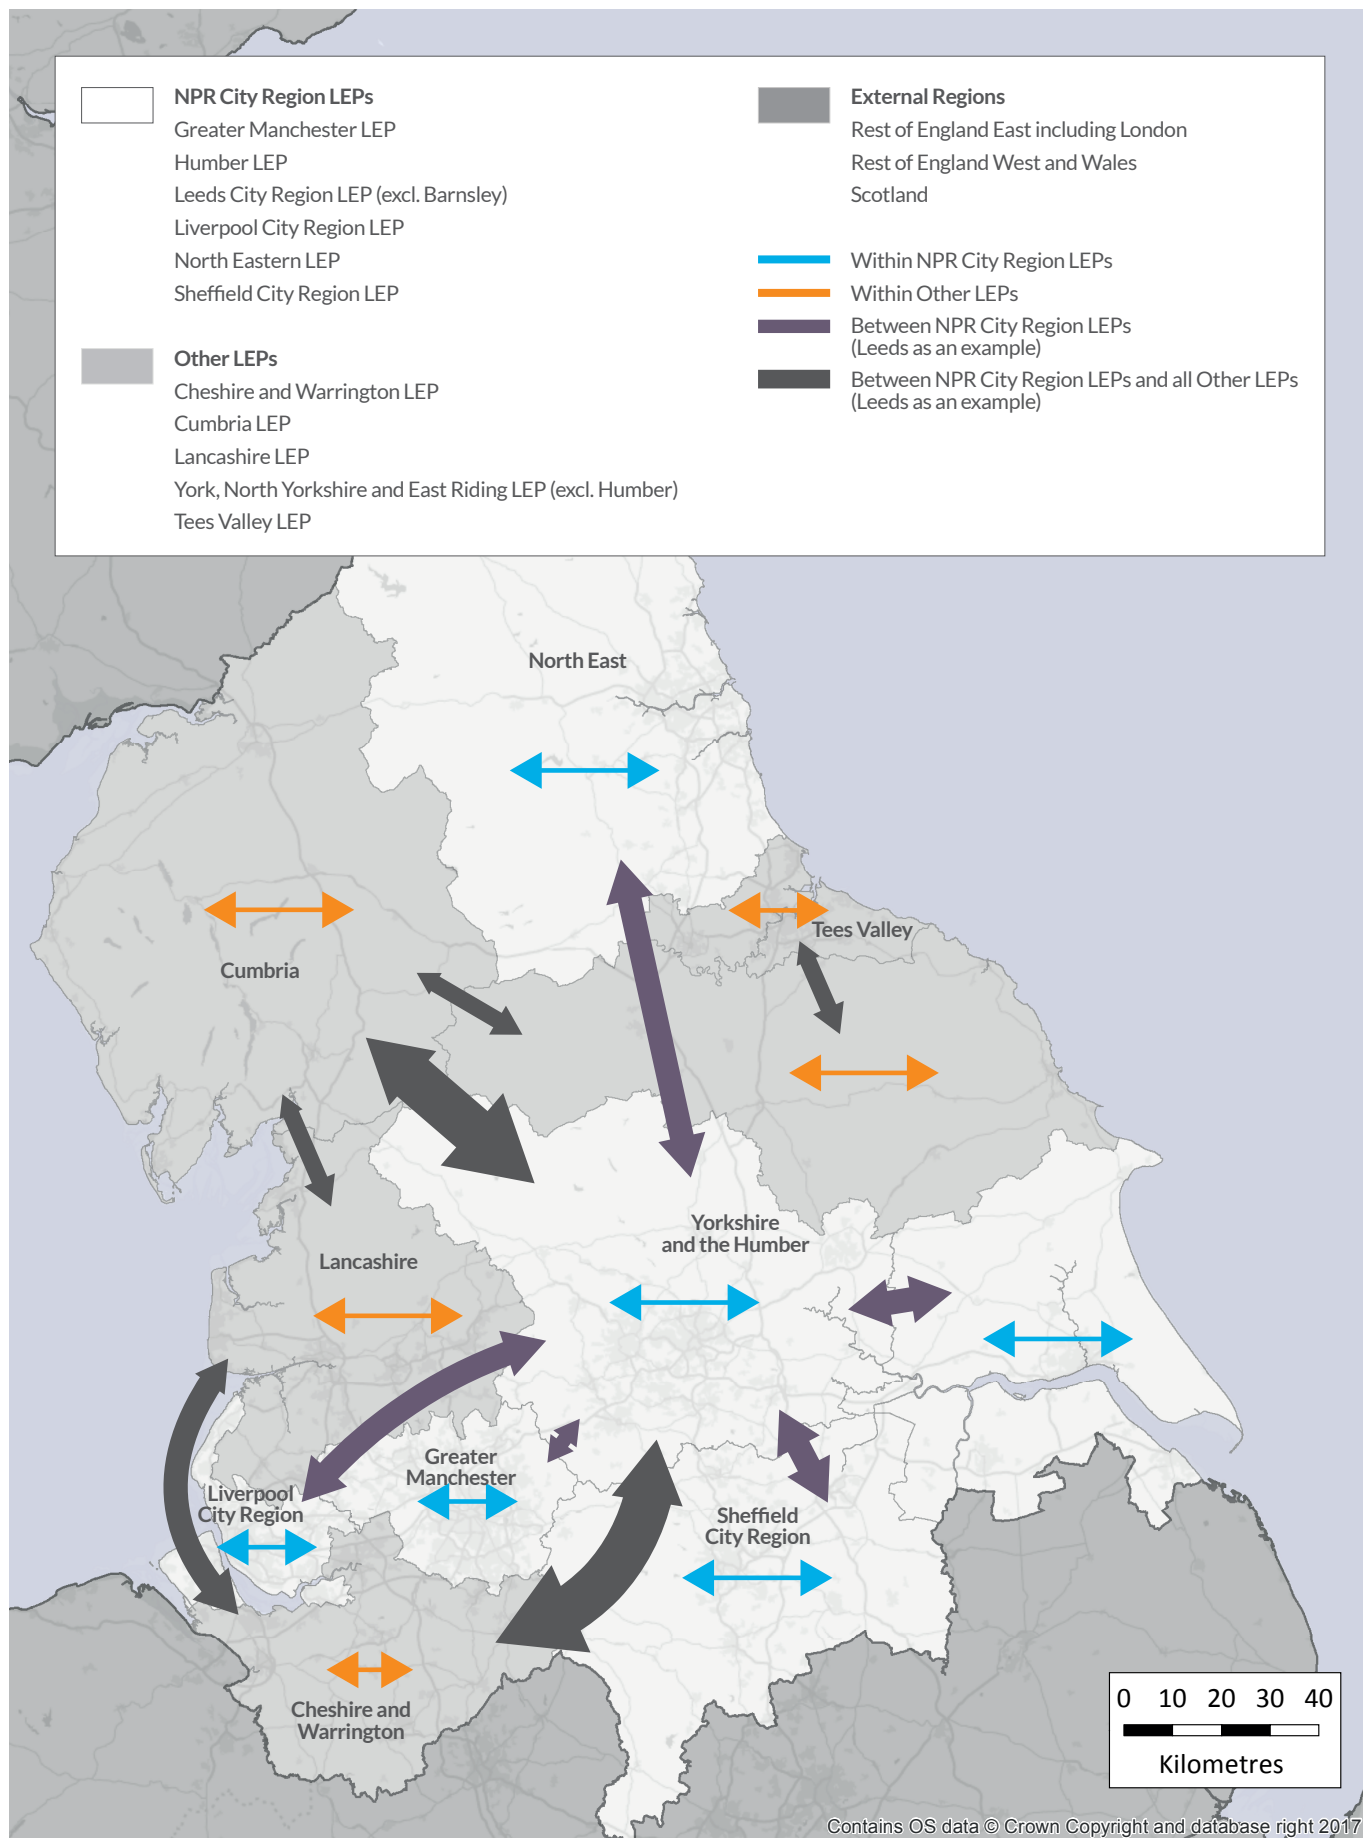 NPR City Region LEPs
Greater Manchester LEP
Humber LEP
Leeds City Region LEP (excl. Barnsley)
Liverpool City Region LEP
North Eastern LEP
Sheffield City Region LEP
Other LEPs
Cheshire and Warrington LEP
Cumbria LEP
Lancashire LEP
York, North Yorkshire and East Riding LEP (excl. Humber)
Tees Valley LEP
External Regions
Rest of England East including London
Rest of England West and Wales
Scotland
Within NPR City Region LEPs
Within Other LEPs
Between NPR City Region LEPs
(Leeds as an example)
Between NPR City Region LEPs and all Other LEPs
(Leeds as an example)
North East
Tees Valley
Cumbria
Yorkshire
and the Humber
Lancashire
Greater
Manchester
Liverpool
City Region
Sheffield
City Region
Cheshire and
Warrington
0 10 20 30 40
Kilometres
Contains OS data © Crown Copyright and database right 2017